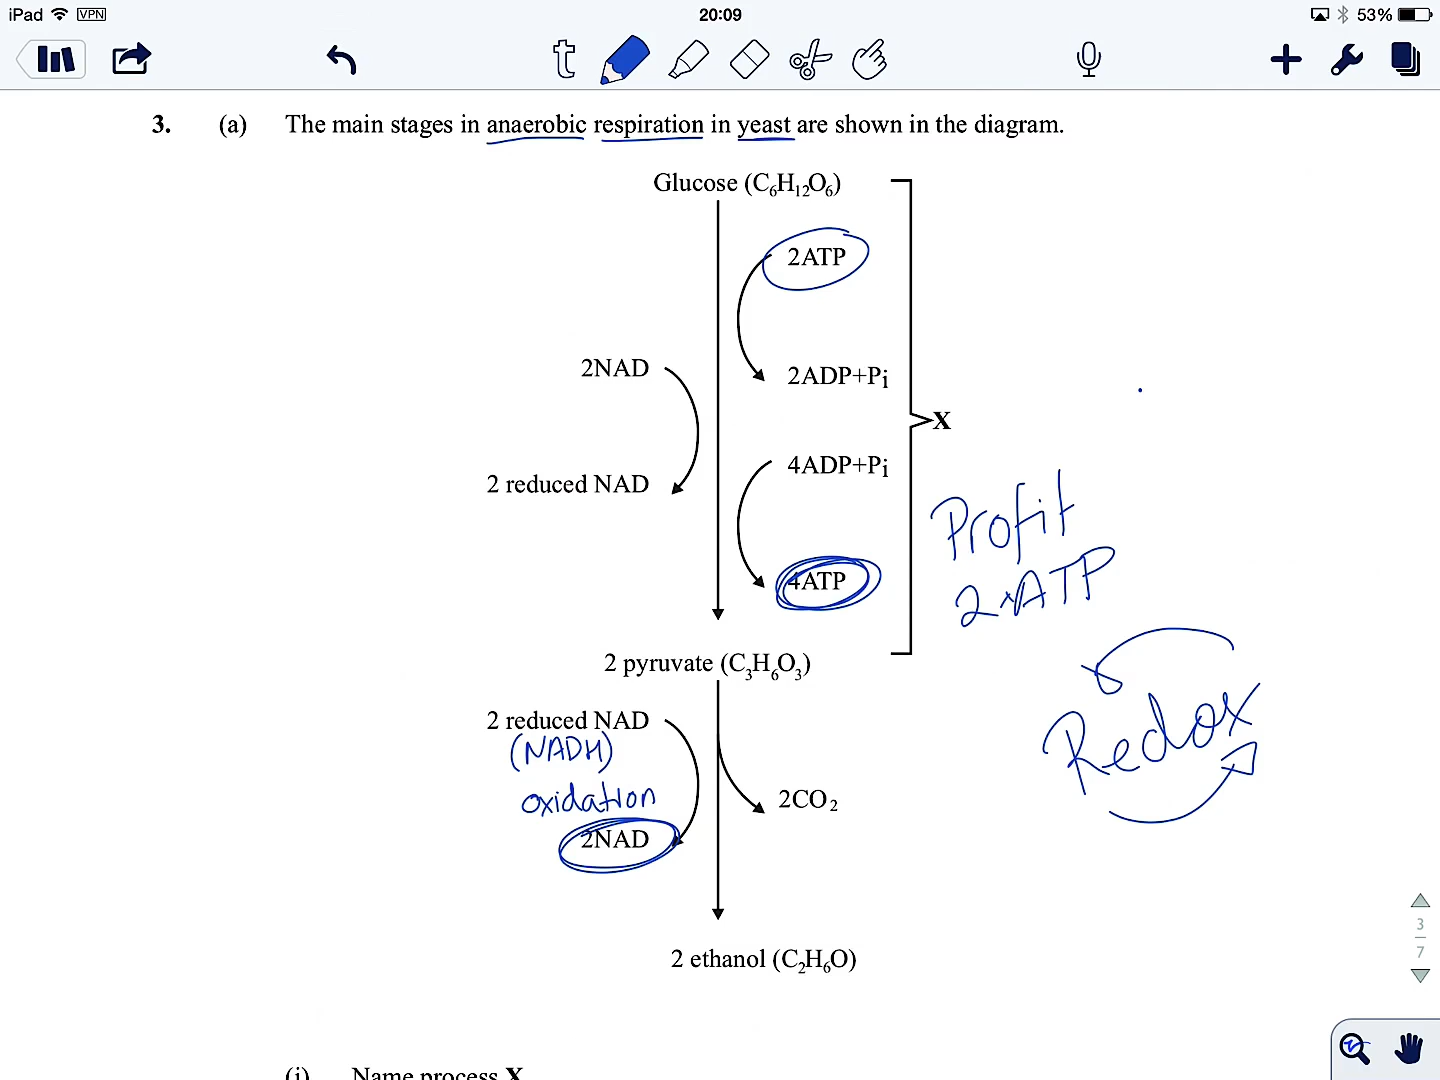 iPad VPN 20:09 53%
t
3. (a) The main stages in anaerobic respiration in yeast are shown in the diagram.
Glucose (C₆H₁₂O₆)
2ATP
2NAD
2ADP+Pi
X
4ADP+Pi
2 reduced NAD
Profit
4ATP
2×ATP
2 pyruvate (C₃H₆O₃)
2 reduced NAD
(NADH)
Redox
oxidation
2CO₂
2NAD
3
7
2 ethanol (C₂H₆O)
(i) Name process X